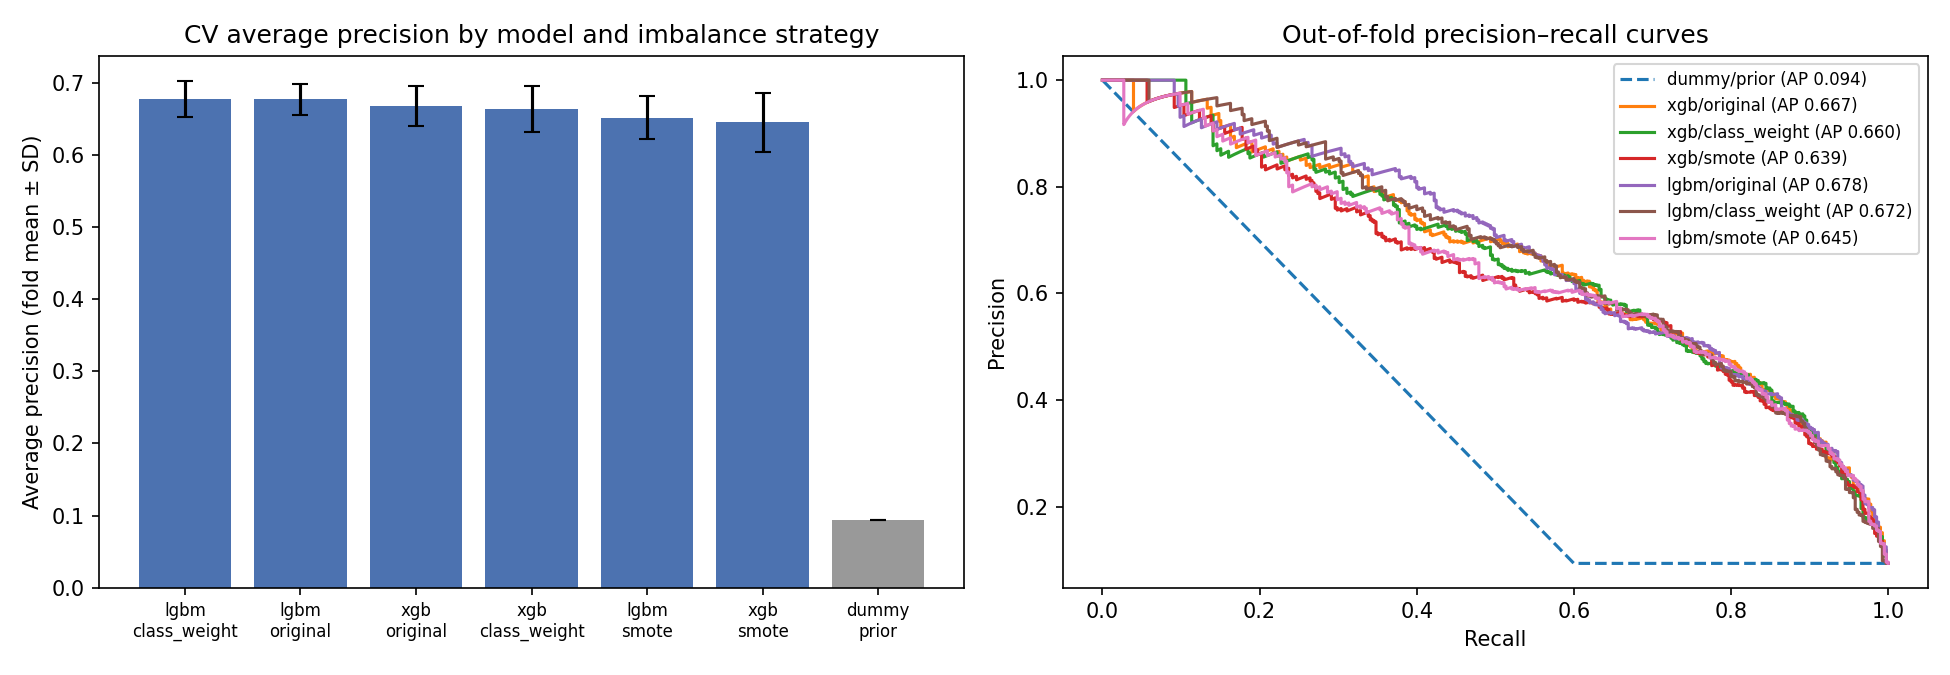 CV average precision by model and imbalance strategy
Average precision (fold mean ± SD)
0.7
0.6
0.5
0.4
0.3
0.2
0.1
0.0
lgbm
class_weight
lgbm
original
xgb
original
xgb
class_weight
lgbm
smote
xgb
smote
dummy
prior
Out-of-fold precision–recall curves
Precision
1.0
0.8
0.6
0.4
0.2
0.0
0.2
0.4
0.6
0.8
1.0
Recall
dummy/prior (AP 0.094)
xgb/original (AP 0.667)
xgb/class_weight (AP 0.660)
xgb/smote (AP 0.639)
lgbm/original (AP 0.678)
lgbm/class_weight (AP 0.672)
lgbm/smote (AP 0.645)